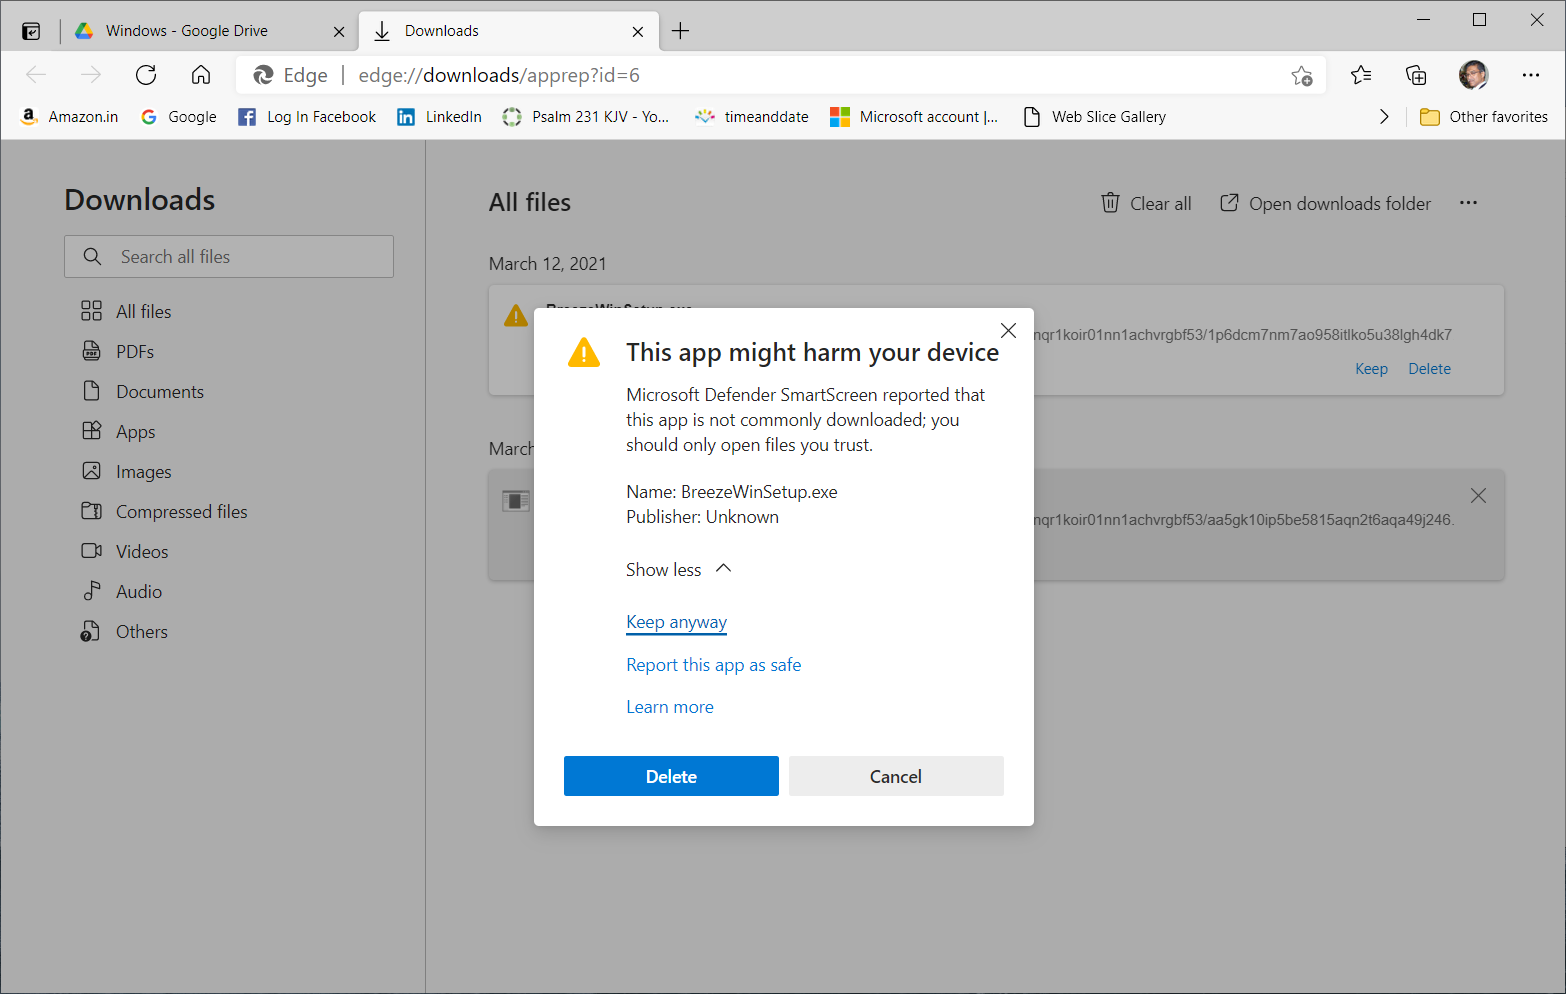 Windows - Google Drive
Downloads
Edge
edge://downloads/apprep?id=6
Amazon.in
Google
Log In Facebook
LinkedIn
Psalm 231 KJV - Yo...
timeanddate
Microsoft account |...
Web Slice Gallery
Other favorites
Downloads
Search all files
All files
PDFs
Documents
Apps
Images
Compressed files
Videos
Audio
Others
All files
Clear all
Open downloads folder
March 12, 2021
BreezeWinSetup.exe
nqr1koir01nn1achvrgbf53/1p6dcm7nm7ao958itlko5u38lgh4dk7
Keep
Delete
March
nqr1koir01nn1achvrgbf53/aa5gk10ip5be5815aqn2t6aqa49j246.
This app might harm your device
Microsoft Defender SmartScreen reported that
this app is not commonly downloaded; you
should only open files you trust.
Name: BreezeWinSetup.exe
Publisher: Unknown
Show less
Keep anyway
Report this app as safe
Learn more
Delete
Cancel